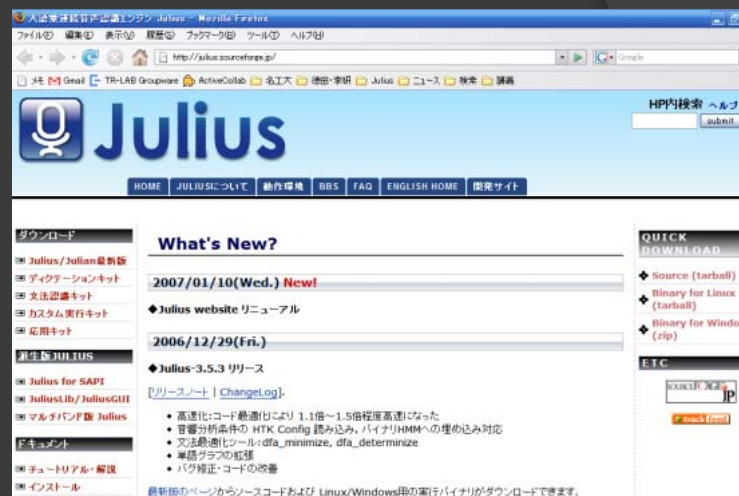 大語彙連続音声認識エンジン Julius - Mozilla Firefox
ファイル(F) 編集(E) 表示(V) 履歴(S) ブックマーク(B) ツール(T) ヘルプ(H)
http://julius.sourceforge.jp/
Google
Gmail TR-LAB Groupware ActiveCollab 名工大 徳田・李研 Julius ニュース 検索 講義
Julius
HP内検索 ヘルプ
submit
HOME JULIUSについて 動作環境 BBS FAQ ENGLISH HOME 開発サイト
ダウンロード
Julius/Julian最新版
ディクテーションキット
文法認識キット
カスタム実行キット
応用キット
派生版JULIUS
Julius for SAPI
JuliusLib/JuliusGUI
マルチバンド版 Julius
ドキュメント
チュートリアル・解説
インストール
What's New?
2007/01/10(Wed.) New!
◆Julius website リニューアル
2006/12/29(Fri.)
◆Julius-3.5.3 リリース
[リリースノート | ChangeLog].
• 高速化:コード最適化により 1.1倍～1.5倍程度高速になった
• 音響分析条件の HTK Config 読み込み，バイナリHMMへの埋め込み対応
• 文法最適化ツール:dfa_minimize, dfa_determinize
• 単語グラフの拡張
• バグ修正・コードの改善
最新版のページからソースコードおよび Linux/Windows用の実行バイナリがダウンロードできます.
QUICK DOWNLOAD
Source (tarball)
Binary for Linux (tarball)
Binary for Windo
(zip)
ETC
JP
track feed